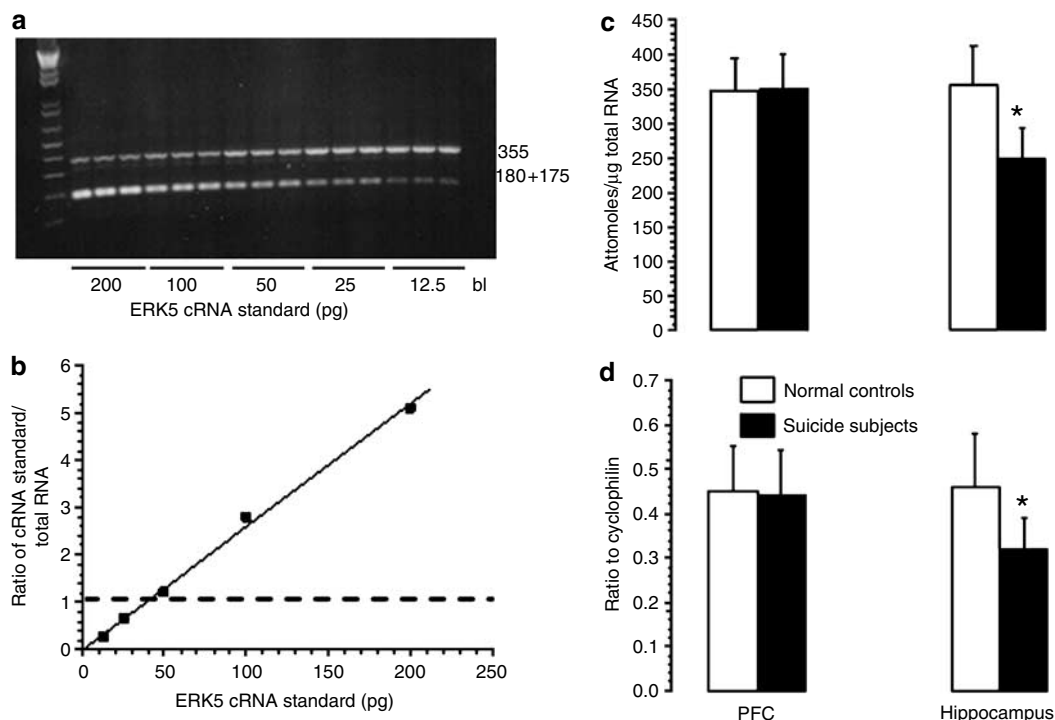 a
355
180+175
200 100 50 25 12.5 bl
ERK5 cRNA standard (pg)
b
Ratio of cRNA standard/
total RNA
6
5
4
3
2
1
0
0 50 100 150 200 250
ERK5 cRNA standard (pg)
c
Attomoles/µg total RNA
450
400
350
300
250
200
150
100
50
0
*
d
Ratio to cyclophilin
0.7
0.6
0.5
0.4
0.3
0.2
0.1
0.0
Normal controls
Suicide subjects
*
PFC Hippocampus